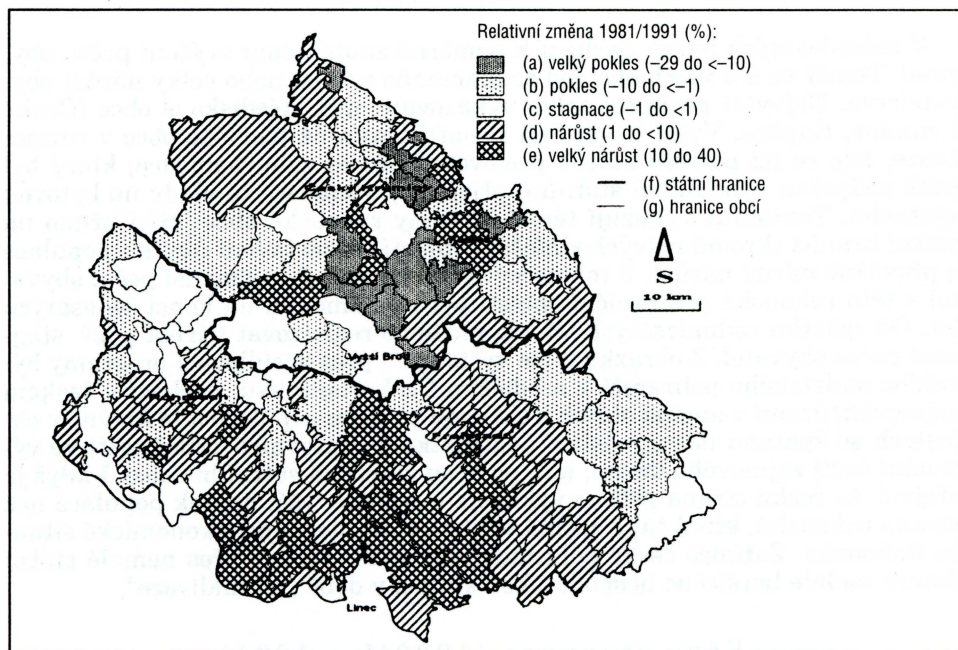 Relativní změna 1981/1991 (%):
(a) velký pokles (–29 do <–10)
(b) pokles (–10 do <–1)
(c) stagnace (–1 do <1)
(d) nárůst (1 do <10)
(e) velký nárůst (10 do 40)
(f) státní hranice
(g) hranice obcí
S
10 km
Vyšší Brod
Linec